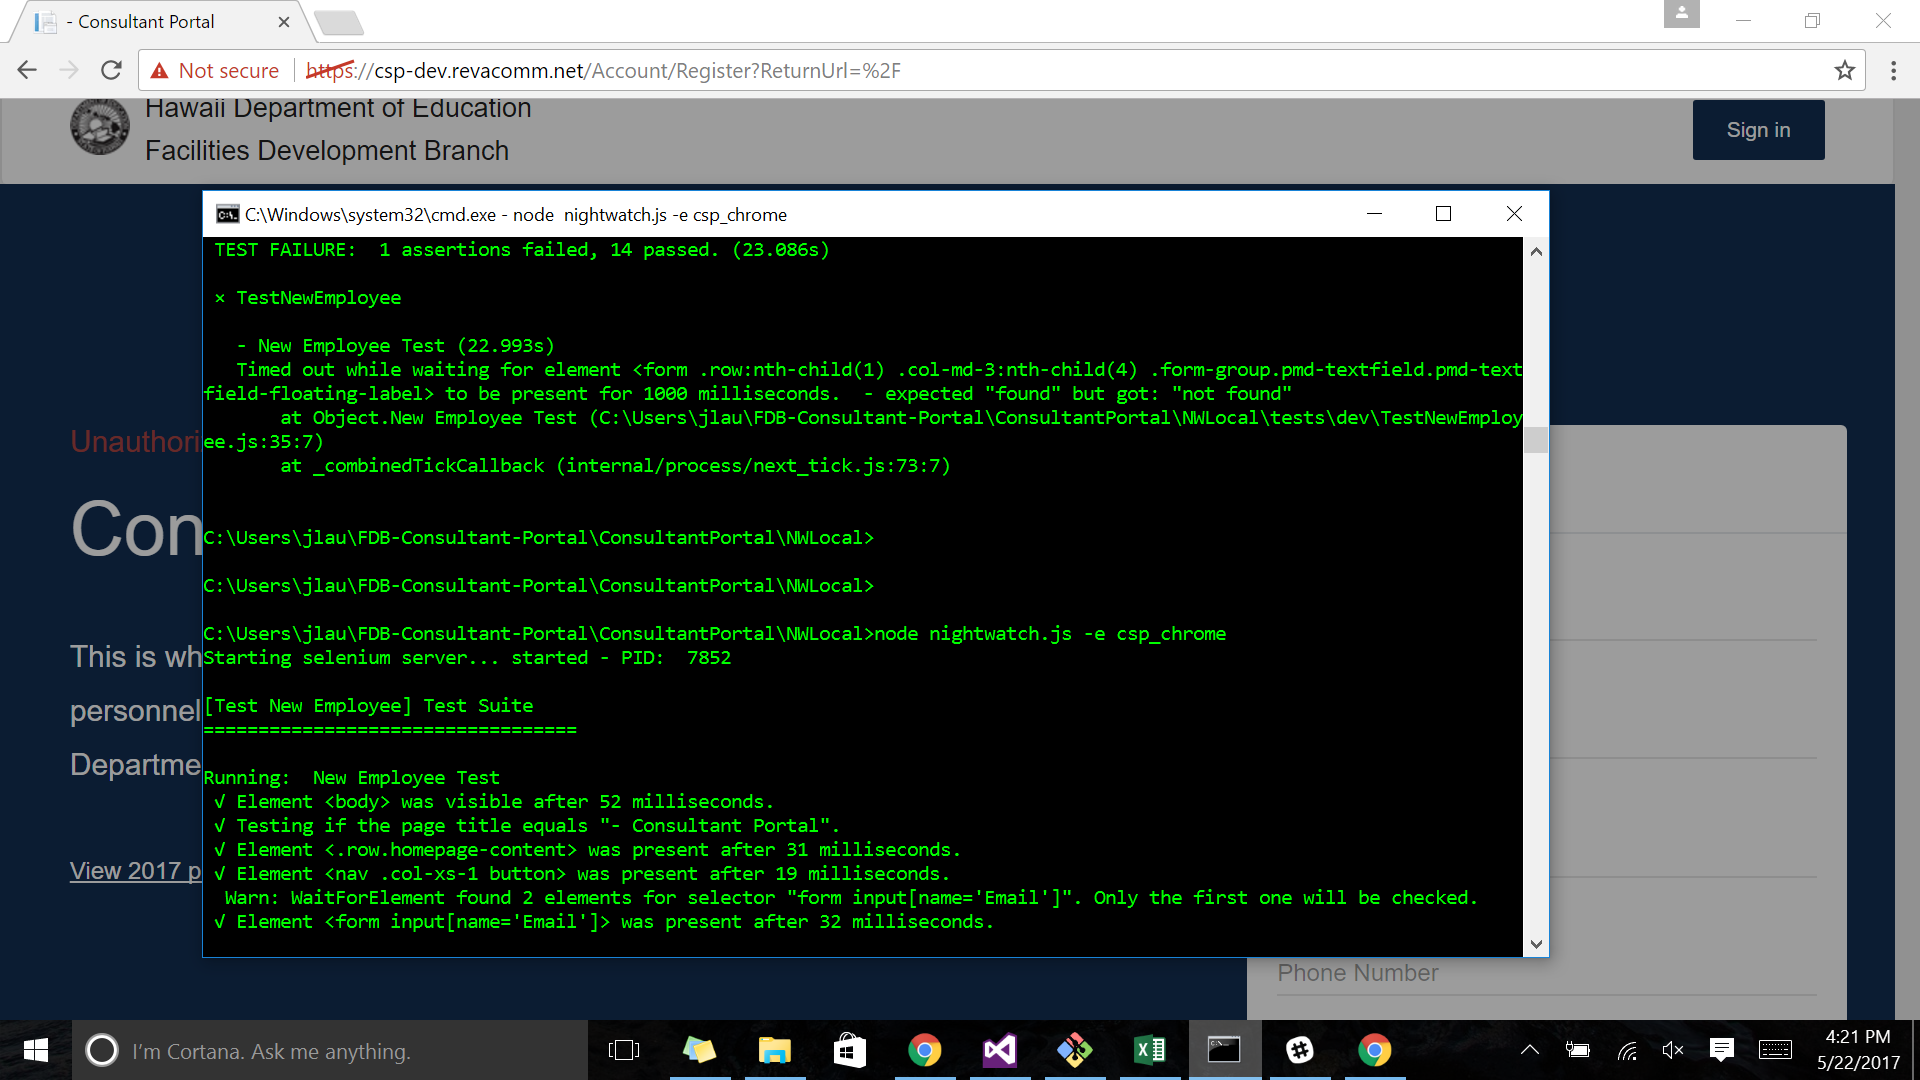 - Consultant Portal
Not secure https://csp-dev.revacomm.net/Account/Register?ReturnUrl=%2F
Hawaii Department of Education
Facilities Development Branch
Sign in
C:\Windows\system32\cmd.exe - node  nightwatch.js -e csp_chrome
TEST FAILURE:  1 assertions failed, 14 passed. (23.086s)
× TestNewEmployee
- New Employee Test (22.993s)
Timed out while waiting for element <form .row:nth-child(1) .col-md-3:nth-child(4) .form-group.pmd-textfield.pmd-text
field-floating-label> to be present for 1000 milliseconds.  - expected "found" but got: "not found"
at Object.New Employee Test (C:\Users\jlau\FDB-Consultant-Portal\ConsultantPortal\NWLocal\tests\dev\TestNewEmploy
ee.js:35:7)
at _combinedTickCallback (internal/process/next_tick.js:73:7)
C:\Users\jlau\FDB-Consultant-Portal\ConsultantPortal\NWLocal>
C:\Users\jlau\FDB-Consultant-Portal\ConsultantPortal\NWLocal>
C:\Users\jlau\FDB-Consultant-Portal\ConsultantPortal\NWLocal>node nightwatch.js -e csp_chrome
Starting selenium server... started - PID:  7852
[Test New Employee] Test Suite
==================================
Running:  New Employee Test
√ Element <body> was visible after 52 milliseconds.
√ Testing if the page title equals "- Consultant Portal".
√ Element <.row.homepage-content> was present after 31 milliseconds.
√ Element <nav .col-xs-1 button> was present after 19 milliseconds.
Warn: WaitForElement found 2 elements for selector "form input[name='Email']". Only the first one will be checked.
√ Element <form input[name='Email']> was present after 32 milliseconds.
Unauthori
Con
This is wh
personnel
Departme
View 2017 p
Phone Number
I'm Cortana. Ask me anything.
4:21 PM
5/22/2017